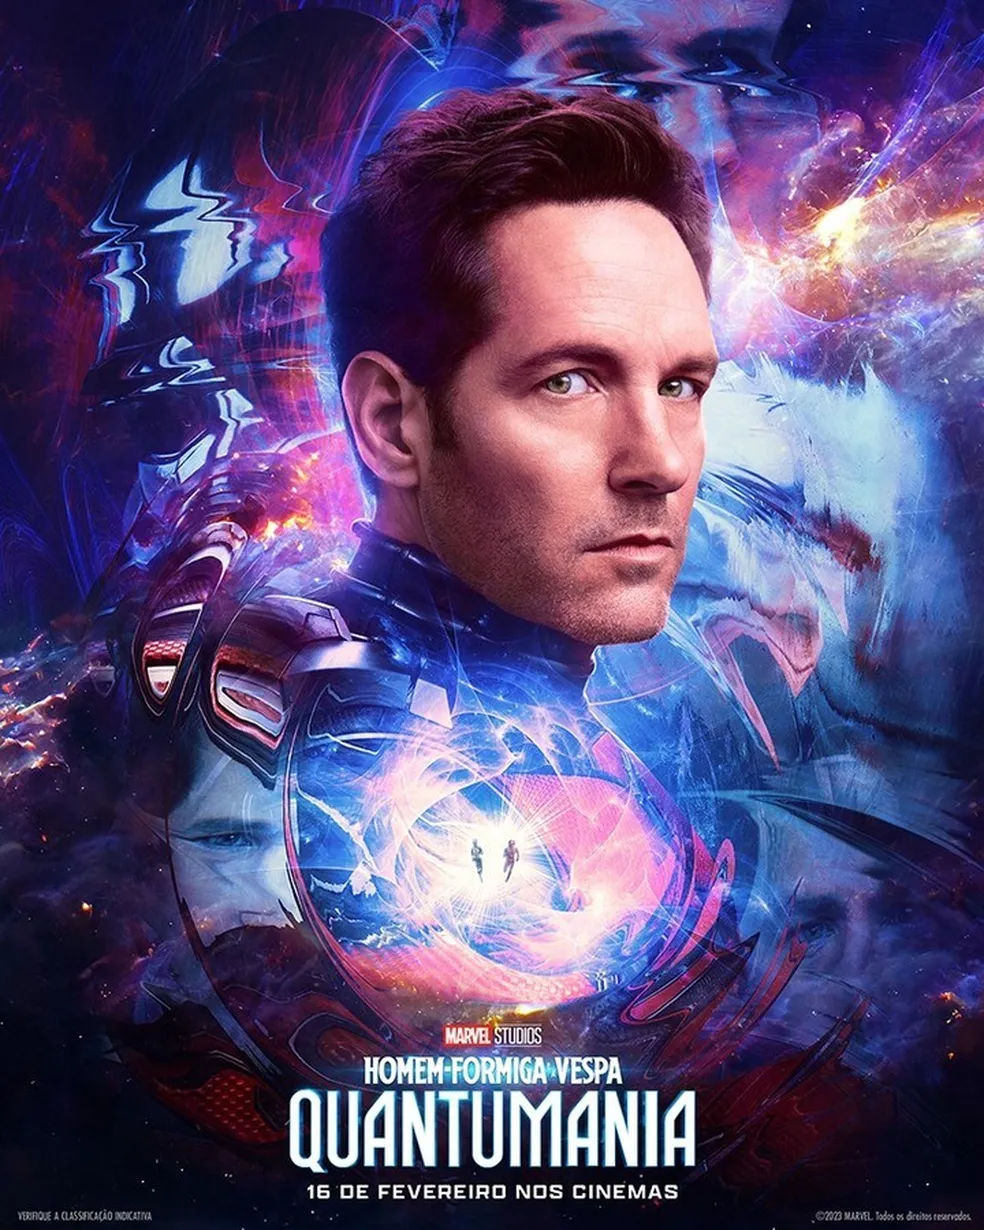 MARVEL STUDIOS
HOMEM-FORMIGA E A VESPA
QUANTUMANIA
16 DE FEVEREIRO NOS CINEMAS
VERIFIQUE A CLASSIFICAÇÃO INDICATIVA
©2023 MARVEL. Todos os direitos reservados.